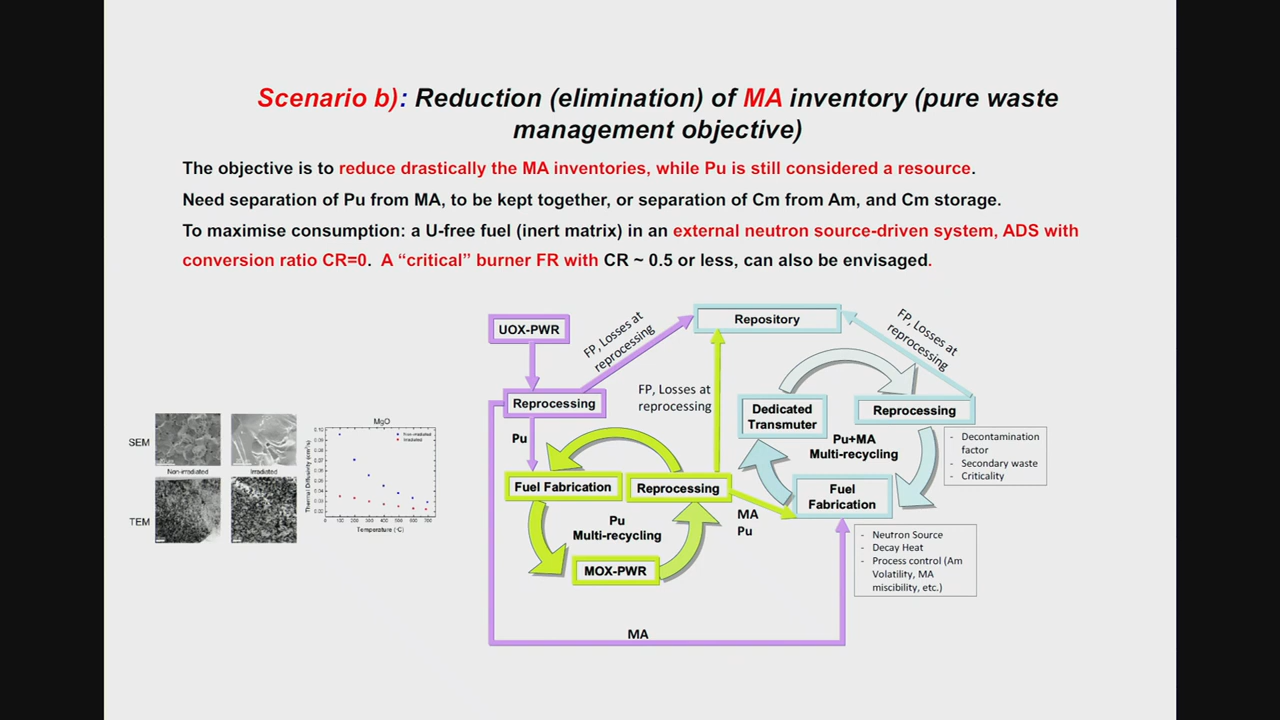 Scenario b): Reduction (elimination) of MA inventory (pure waste
management objective)
The objective is to reduce drastically the MA inventories, while Pu is still considered a resource.
Need separation of Pu from MA, to be kept together, or separation of Cm from Am, and Cm storage.
To maximise consumption: a U-free fuel (inert matrix) in an external neutron source-driven system, ADS with
conversion ratio CR=0. A “critical” burner FR with CR ~ 0.5 or less, can also be envisaged.
UOX-PWR
FP, Losses at
reprocessing
Repository
FP, Losses at
reprocessing
Reprocessing
FP, Losses at
reprocessing
Dedicated
Transmuter
Reprocessing
Pu
Pu+MA
Multi-recycling
- Decontamination
factor
- Secondary waste
- Criticality
Fuel Fabrication
Reprocessing
Fuel
Fabrication
MA
Pu
Pu
Multi-recycling
MOX-PWR
- Neutron Source
- Decay Heat
- Process control (Am
Volatility, MA
miscibility, etc.)
MA
SEM
Non-irradiated
Irradiated
TEM
MgO
Non-irradiated
Irradiated
Thermal Diffusivity (cm²/s)
Temperature (°C)